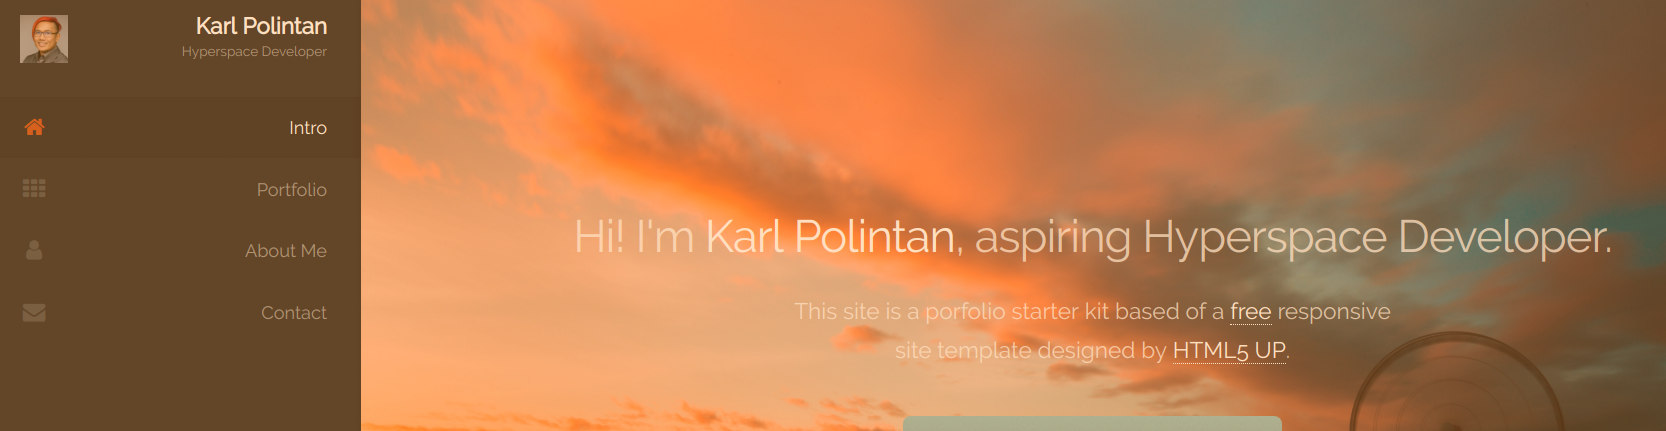 Karl Polintan
Hyperspace Developer
Intro
Portfolio
About Me
Contact
Hi! I'm Karl Polintan, aspiring Hyperspace Developer.
This site is a porfolio starter kit based of a free responsive
site template designed by HTML5 UP.